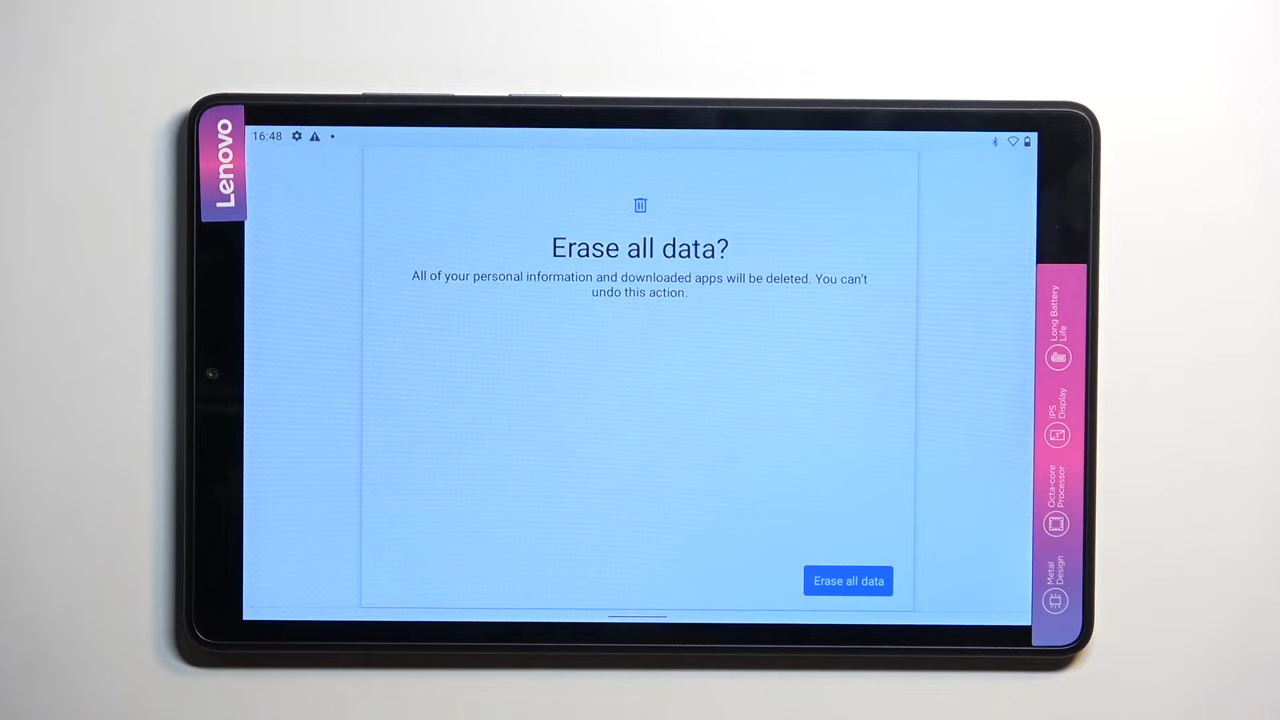 Lenovo
16:48
Erase all data?
All of your personal information and downloaded apps will be deleted. You can't
undo this action.
Erase all data
Metal
Design
Octa-core
Processor
IPS
Display
Long Battery
Life